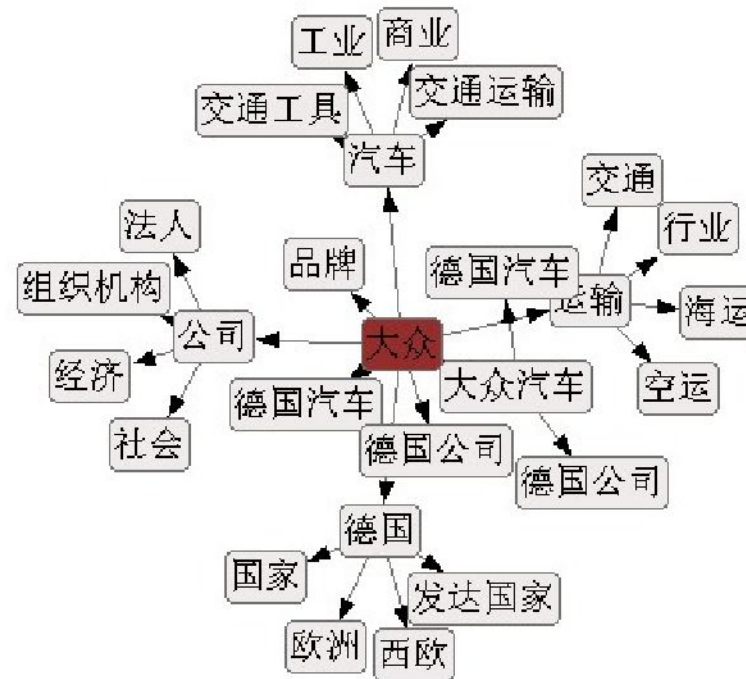 工业
商业
交通工具
交通运输
汽车
交通
法人
行业
品牌
德国汽车
组织机构
运输
海运
公司
大众
经济
空运
德国汽车
大众汽车
社会
德国公司
德国公司
德国
国家
发达国家
欧洲
西欧